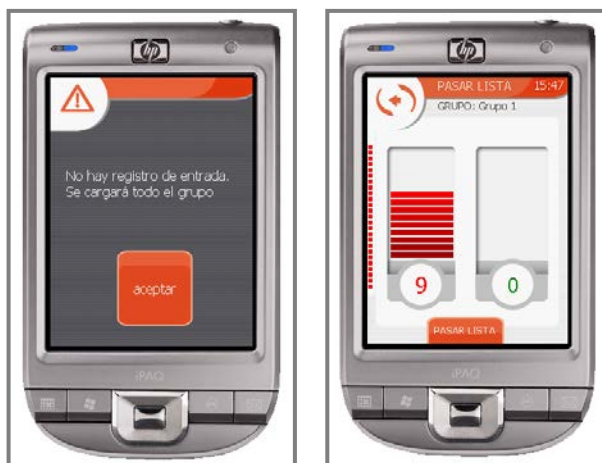 hp
No hay registro de entrada.
Se cargará todo el grupo
aceptar
iPAQ
hp
PASAR LISTA 15:47
GRUPO: Grupo 1
9
0
PASAR LISTA
iPAQ